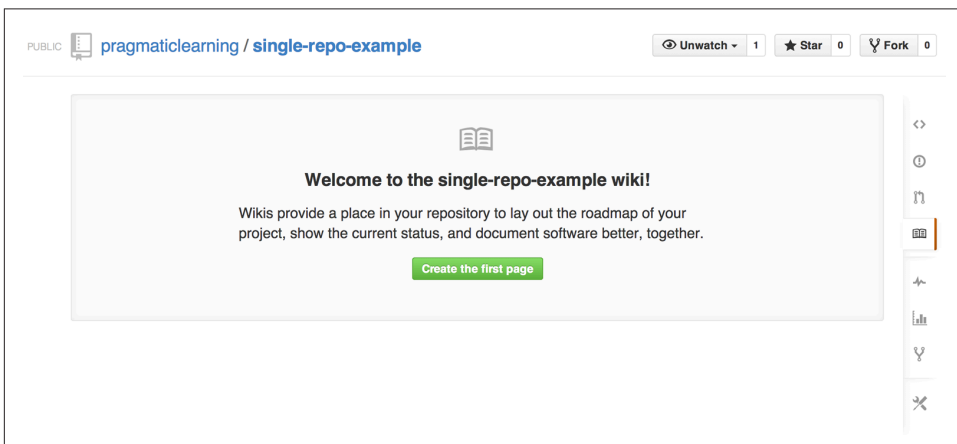 PUBLIC pragmaticlearning / single-repo-example
Unwatch 1 Star 0 Fork 0
Welcome to the single-repo-example wiki!
Wikis provide a place in your repository to lay out the roadmap of your
project, show the current status, and document software better, together.
Create the first page